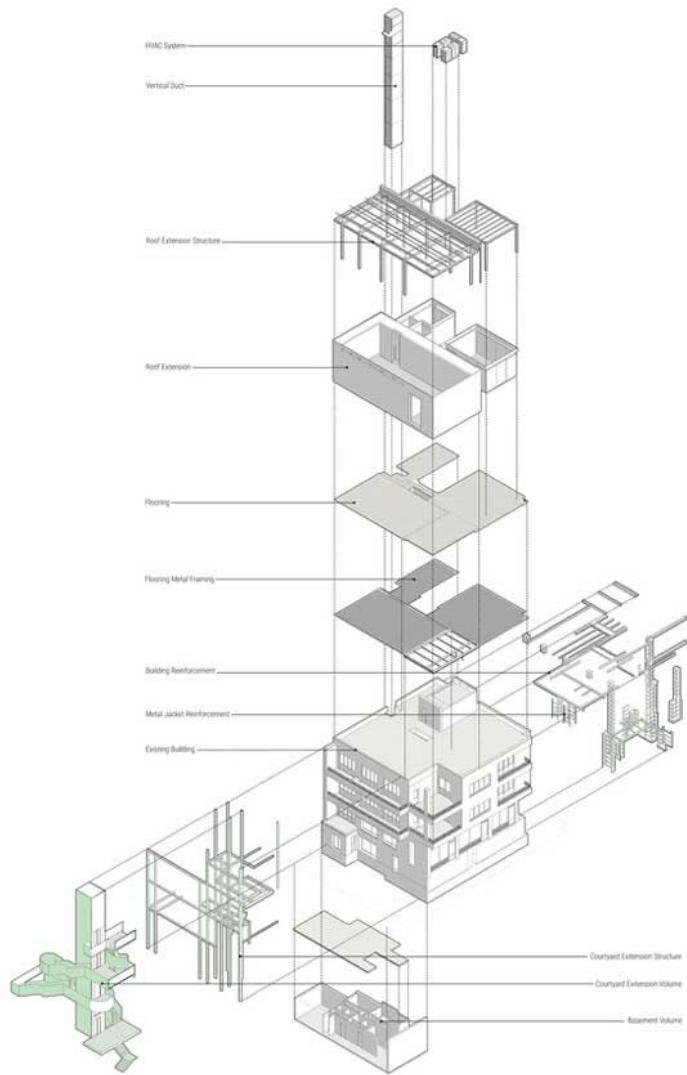 HVAC System
Vertical Duct
Roof Extension Structure
Roof Extension
Flooring
Flooring Metal Framing
Building Reinforcement
Metal Jacket Reinforcement
Existing Building
Courtyard Extension Structure
Courtyard Extension Volume
Basement Volume